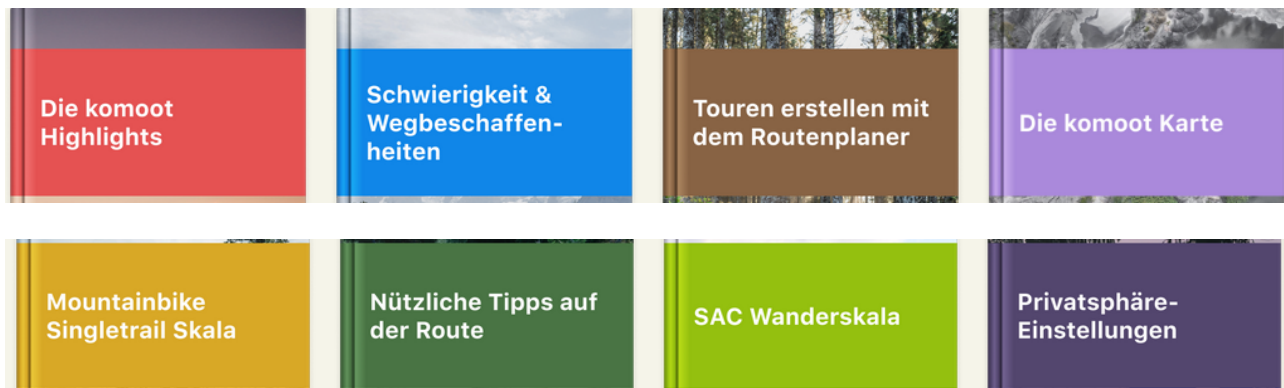 Die komoot
Highlights
Schwierigkeit &
Wegbeschaffen-
heiten
Touren erstellen mit
dem Routenplaner
Die komoot Karte
Mountainbike
Singletrail Skala
Nützliche Tipps auf
der Route
SAC Wanderskala
Privatsphäre-
Einstellungen